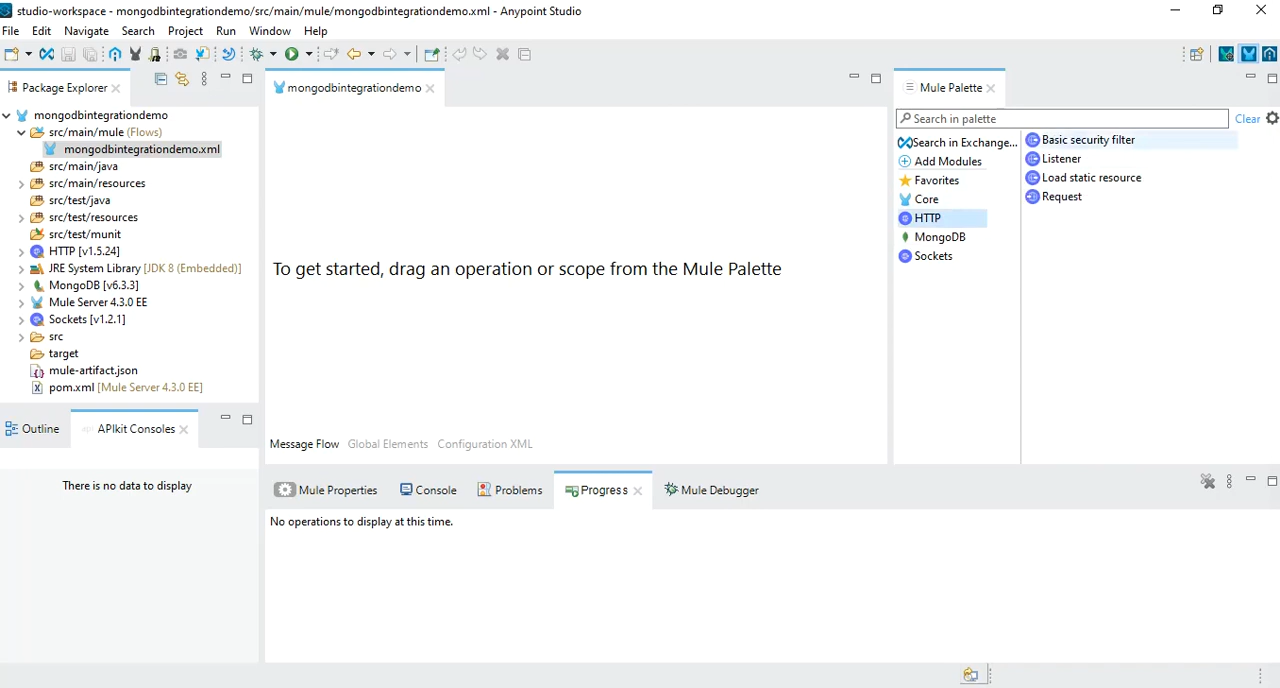 studio-workspace - mongodbintegrationdemo/src/main/mule/mongodbintegrationdemo.xml - Anypoint Studio
File Edit Navigate Search Project Run Window Help
Package Explorer
mongodbintegrationdemo
src/main/mule (Flows)
mongodbintegrationdemo.xml
src/main/java
src/main/resources
src/test/java
src/test/resources
src/test/munit
HTTP [v1.5.24]
JRE System Library [JDK 8 (Embedded)]
MongoDB [v6.3.3]
Mule Server 4.3.0 EE
Sockets [v1.2.1]
src
target
mule-artifact.json
pom.xml [Mule Server 4.3.0 EE]
Outline
APIkit Consoles
There is no data to display
mongodbintegrationdemo
To get started, drag an operation or scope from the Mule Palette
Message Flow Global Elements Configuration XML
Mule Palette
Search in palette
Clear
Search in Exchange...
Add Modules
Favorites
Core
HTTP
MongoDB
Sockets
Basic security filter
Listener
Load static resource
Request
Mule Properties Console Problems Progress Mule Debugger
No operations to display at this time.